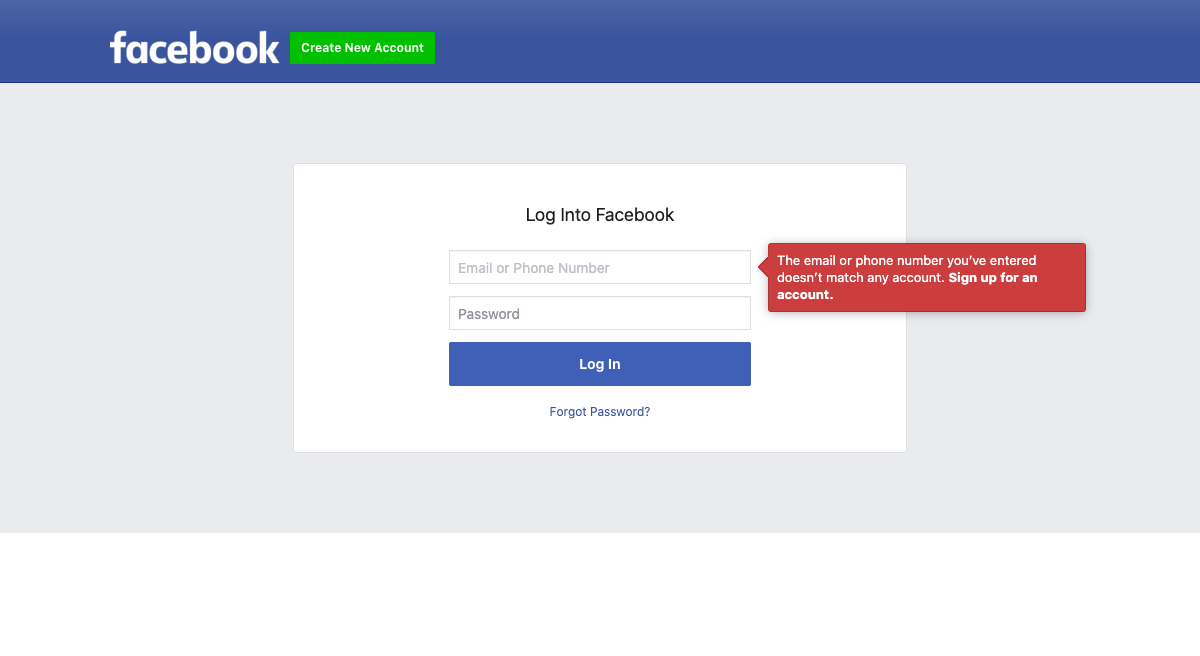 facebook
Create New Account
Log Into Facebook
Email or Phone Number
The email or phone number you’ve entered
doesn’t match any account. Sign up for an
account.
Password
Log In
Forgot Password?